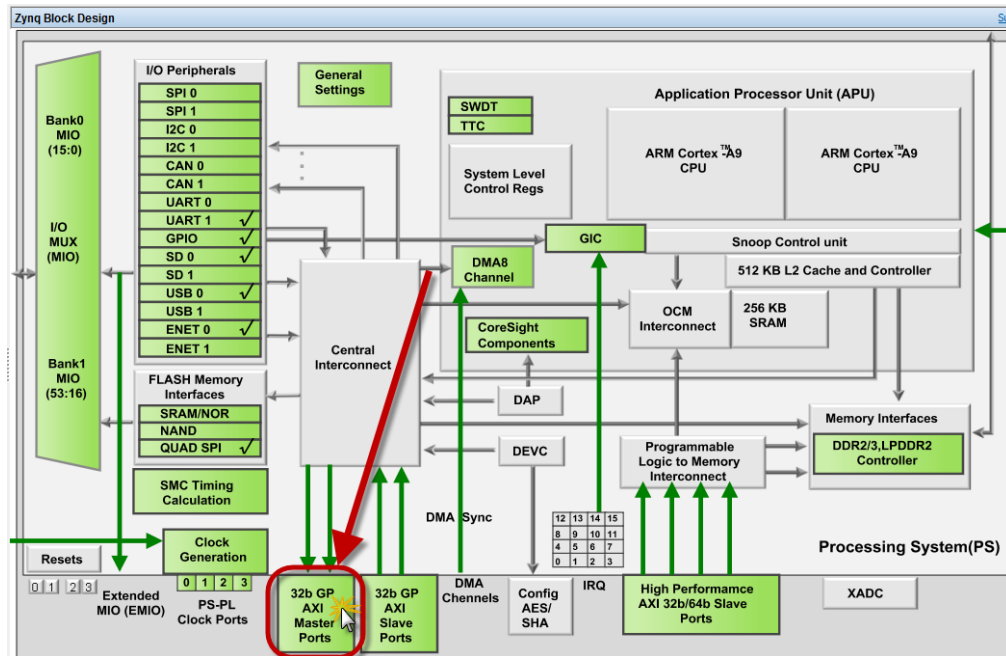 Zynq Block Design
Bank0
MIO
(15:0)
I/O
MUX
(MIO)
Bank1
MIO
(53:16)
I/O Peripherals
SPI 0
SPI 1
I2C 0
I2C 1
CAN 0
CAN 1
UART 0
UART 1 √
GPIO √
SD 0 √
SD 1
USB 0 √
USB 1
ENET 0 √
ENET 1
FLASH Memory
Interfaces
SRAM/NOR
NAND
QUAD SPI √
SMC Timing
Calculation
General
Settings
Central
Interconnect
Application Processor Unit (APU)
SWDT
TTC
System Level
Control Regs
ARM Cortex™-A9
CPU
ARM Cortex™-A9
CPU
GIC
Snoop Control unit
DMA8
Channel
512 KB L2 Cache and Controller
OCM
Interconnect
256 KB
SRAM
CoreSight
Components
DAP
DEVC
Programmable
Logic to Memory
Interconnect
Memory Interfaces
DDR2/3,LPDDR2
Controller
DMA Sync
12 13 14 15
8 9 10 11
4 5 6 7
0 1 2 3
Processing System(PS)
Resets
0 1 2 3
Extended
MIO (EMIO)
Clock
Generation
0 1 2 3
PS-PL
Clock Ports
32b GP
AXI
Master
Ports
32b GP
AXI
Slave
Ports
DMA
Channels
Config
AES/
SHA
IRQ
High Performance
AXI 32b/64b Slave
Ports
XADC